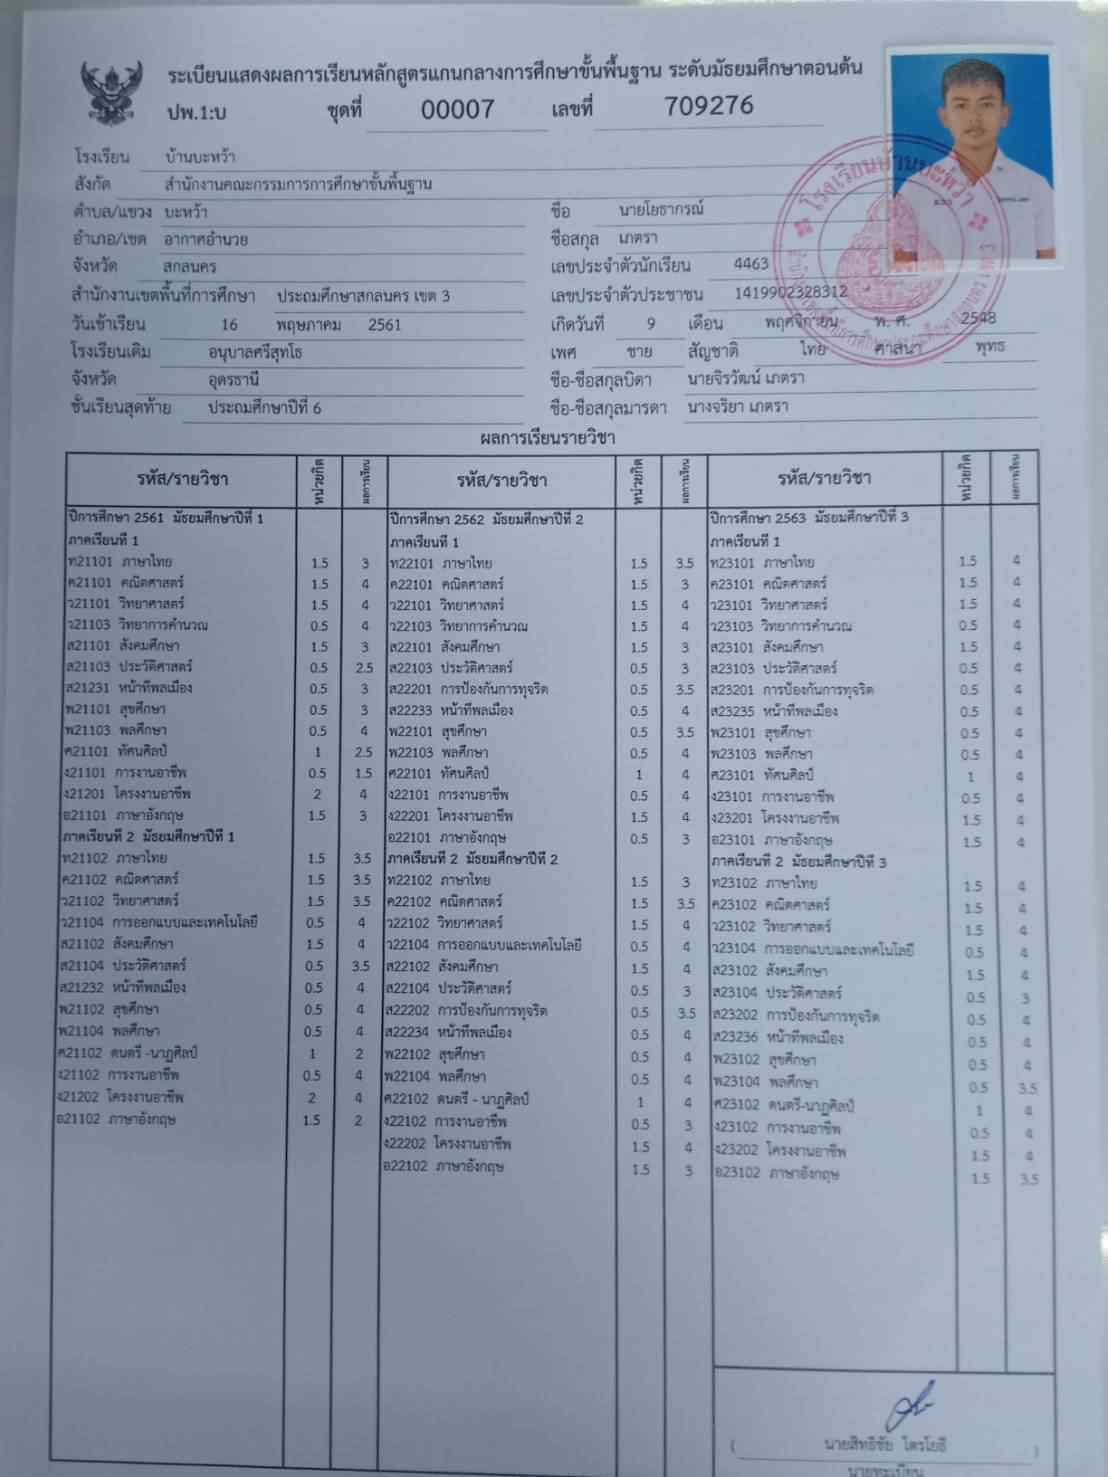 ระเบียนแสดงผลการเรียนหลักสูตรแกนกลางการศึกษาขั้นพื้นฐาน ระดับมัธยมศึกษาตอนต้น
ปพ.1:บ ชุดที่ 00007 เลขที่ 709276
โรงเรียน บ้านบะหว้า
สังกัด สำนักงานคณะกรรมการการศึกษาขั้นพื้นฐาน
ตำบล/แขวง บะหว้า
อำเภอ/เขต อากาศอำนวย
จังหวัด สกลนคร
สำนักงานเขตพื้นที่การศึกษา ประถมศึกษาสกลนคร เขต 3
วันเข้าเรียน 16 พฤษภาคม 2561
โรงเรียนเดิม อนุบาลศรีสุทโธ
จังหวัด อุดรธานี
ชั้นเรียนสุดท้าย ประถมศึกษาปีที่ 6
ชื่อ นายโยธากรณ์
ชื่อสกุล เภตรา
เลขประจำตัวนักเรียน 4463
เลขประจำตัวประชาชน 1419902328312
เกิดวันที่ 9 เดือน พฤศจิกายน พ.ศ. 2548
เพศ ชาย สัญชาติ ไทย ศาสนา พุทธ
ชื่อ-ชื่อสกุลบิดา นายจิรวัฒน์ เภตรา
ชื่อ-ชื่อสกุลมารดา นางจริยา เภตรา
โรงเรียนบ้านบะหว้า
ผลการเรียนรายวิชา
รหัส/รายวิชา หน่วยกิต ผลการเรียน
ปีการศึกษา 2561 มัธยมศึกษาปีที่ 1
ภาคเรียนที่ 1
ท21101 ภาษาไทย 1.5 3
ค21101 คณิตศาสตร์ 1.5 4
ว21101 วิทยาศาสตร์ 1.5 4
ว21103 วิทยาการคำนวณ 0.5 4
ส21101 สังคมศึกษา 1.5 3
ส21103 ประวัติศาสตร์ 0.5 2.5
ส21231 หน้าที่พลเมือง 0.5 3
พ21101 สุขศึกษา 0.5 3
พ21103 พลศึกษา 0.5 4
ศ21101 ทัศนศิลป์ 1 2.5
ง21101 การงานอาชีพ 0.5 1.5
ง21201 โครงงานอาชีพ 2 4
อ21101 ภาษาอังกฤษ 1.5 3
ภาคเรียนที่ 2 มัธยมศึกษาปีที่ 1
ท21102 ภาษาไทย 1.5 3.5
ค21102 คณิตศาสตร์ 1.5 3.5
ว21102 วิทยาศาสตร์ 1.5 3.5
ว21104 การออกแบบและเทคโนโลยี 0.5 4
ส21102 สังคมศึกษา 1.5 4
ส21104 ประวัติศาสตร์ 0.5 3.5
ส21232 หน้าที่พลเมือง 0.5 4
พ21102 สุขศึกษา 0.5 4
พ21104 พลศึกษา 0.5 4
ศ21102 ดนตรี -นาฏศิลป์ 1 2
ง21102 การงานอาชีพ 0.5 4
ง21202 โครงงานอาชีพ 2 4
อ21102 ภาษาอังกฤษ 1.5 2
รหัส/รายวิชา หน่วยกิต ผลการเรียน
ปีการศึกษา 2562 มัธยมศึกษาปีที่ 2
ภาคเรียนที่ 1
ท22101 ภาษาไทย 1.5 3.5
ค22101 คณิตศาสตร์ 1.5 3
ว22101 วิทยาศาสตร์ 1.5 4
ว22103 วิทยาการคำนวณ 1.5 4
ส22101 สังคมศึกษา 1.5 3
ส22103 ประวัติศาสตร์ 0.5 3
ส22201 การป้องกันการทุจริต 0.5 3.5
ส22233 หน้าที่พลเมือง 0.5 4
พ22101 สุขศึกษา 0.5 3.5
พ22103 พลศึกษา 0.5 4
ศ22101 ทัศนศิลป์ 1 4
ง22101 การงานอาชีพ 0.5 4
ง22201 โครงงานอาชีพ 1.5 4
อ22101 ภาษาอังกฤษ 0.5 3
ภาคเรียนที่ 2 มัธยมศึกษาปีที่ 2
ท22102 ภาษาไทย 1.5 3
ค22102 คณิตศาสตร์ 1.5 3.5
ว22102 วิทยาศาสตร์ 1.5 4
ว22104 การออกแบบและเทคโนโลยี 0.5 4
ส22102 สังคมศึกษา 1.5 4
ส22104 ประวัติศาสตร์ 0.5 3
ส22202 การป้องกันการทุจริต 0.5 3.5
ส22234 หน้าที่พลเมือง 0.5 4
พ22102 สุขศึกษา 0.5 4
พ22104 พลศึกษา 0.5 4
ศ22102 ดนตรี - นาฏศิลป์ 1 4
ง22102 การงานอาชีพ 0.5 3
ง22202 โครงงานอาชีพ 1.5 4
อ22102 ภาษาอังกฤษ 1.5 3
รหัส/รายวิชา หน่วยกิต ผลการเรียน
ปีการศึกษา 2563 มัธยมศึกษาปีที่ 3
ภาคเรียนที่ 1
ท23101 ภาษาไทย 1.5 4
ค23101 คณิตศาสตร์ 1.5 4
ว23101 วิทยาศาสตร์ 1.5 4
ว23103 วิทยาการคำนวณ 0.5 4
ส23101 สังคมศึกษา 1.5 4
ส23103 ประวัติศาสตร์ 0.5 4
ส23201 การป้องกันการทุจริต 0.5 4
ส23235 หน้าที่พลเมือง 0.5 4
พ23101 สุขศึกษา 0.5 4
พ23103 พลศึกษา 0.5 4
ศ23101 ทัศนศิลป์ 1 4
ง23101 การงานอาชีพ 0.5 4
ง23201 โครงงานอาชีพ 1.5 4
อ23101 ภาษาอังกฤษ 1.5 4
ภาคเรียนที่ 2 มัธยมศึกษาปีที่ 3
ท23102 ภาษาไทย 1.5 4
ค23102 คณิตศาสตร์ 1.5 4
ว23102 วิทยาศาสตร์ 1.5 4
ว23104 การออกแบบและเทคโนโลยี 0.5 4
ส23102 สังคมศึกษา 1.5 4
ส23104 ประวัติศาสตร์ 0.5 3
ส23202 การป้องกันการทุจริต 0.5 4
ส23236 หน้าที่พลเมือง 0.5 4
พ23102 สุขศึกษา 0.5 4
พ23104 พลศึกษา 0.5 3.5
ศ23102 ดนตรี-นาฏศิลป์ 1 4
ง23102 การงานอาชีพ 0.5 4
ง23202 โครงงานอาชีพ 1.5 4
อ23102 ภาษาอังกฤษ 1.5 3.5
( นายสิทธิชัย ไตรโยธี )
นายทะเบียน